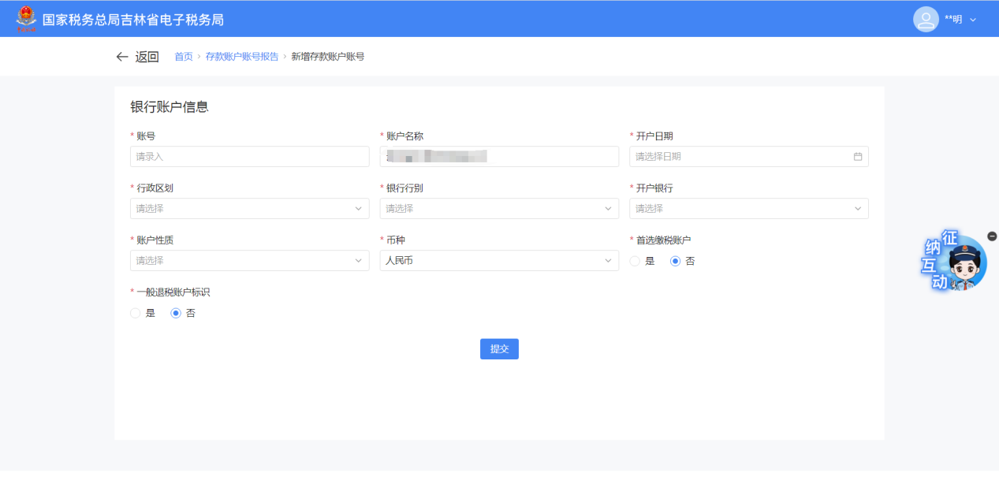 国家税务总局吉林省电子税务局
**明
返回 首页 > 存款账户账号报告 > 新增存款账户账号
银行账户信息
* 账号 * 账户名称 * 开户日期
请录入 请选择日期
* 行政区划 * 银行行别 * 开户银行
请选择 请选择 请选择
* 账户性质 * 币种 * 首选缴税账户
请选择 人民币 是 否
* 一般退税账户标识
是 否
提交
征纳互动